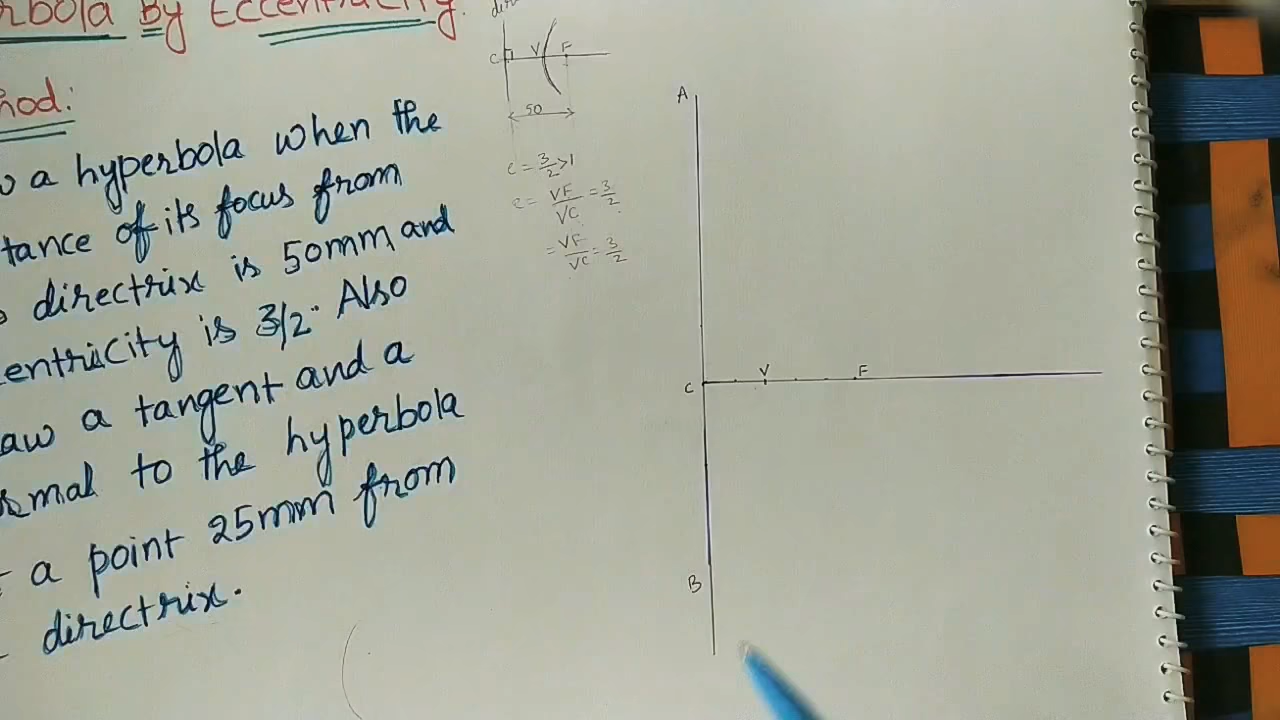 rbola By Eccentricity.
hod:
a hyperbola when the
tance of its focus from
directrix is 50mm and
entricity is 3/2. Also
aw a tangent and a
rmal to the hyperbola
a point 25mm from
directrix.
C V F
50
e = 3/2 > 1
e = VF/VC = 3/2
= VF/VC = 3/2
A
C V F
B